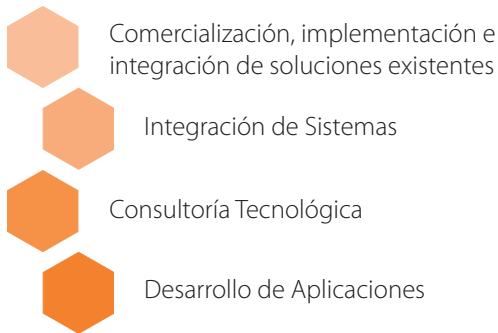 Comercialización, implementación e
integración de soluciones existentes
Integración de Sistemas
Consultoría Tecnológica
Desarrollo de Aplicaciones